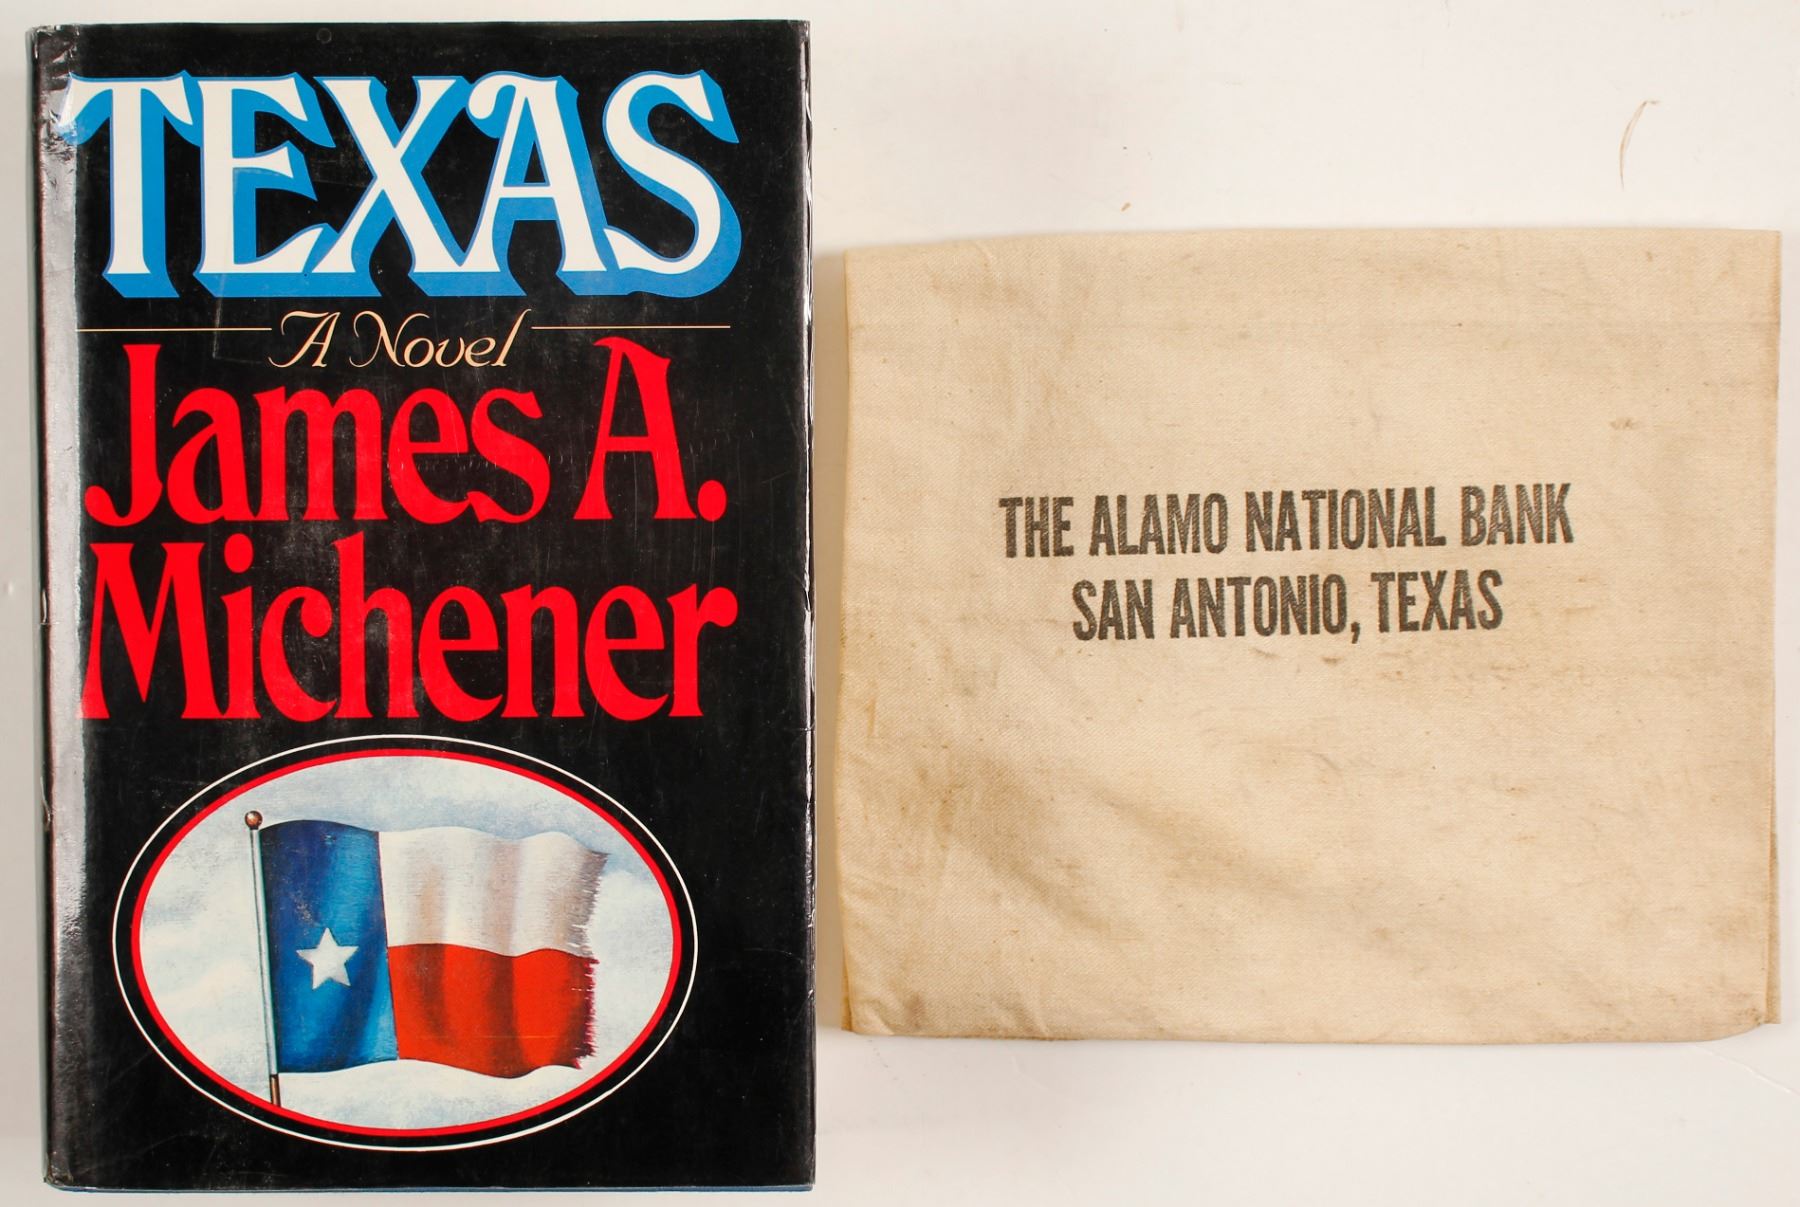 TEXAS
A Novel
James A.
Michener
THE ALAMO NATIONAL BANK
SAN ANTONIO, TEXAS